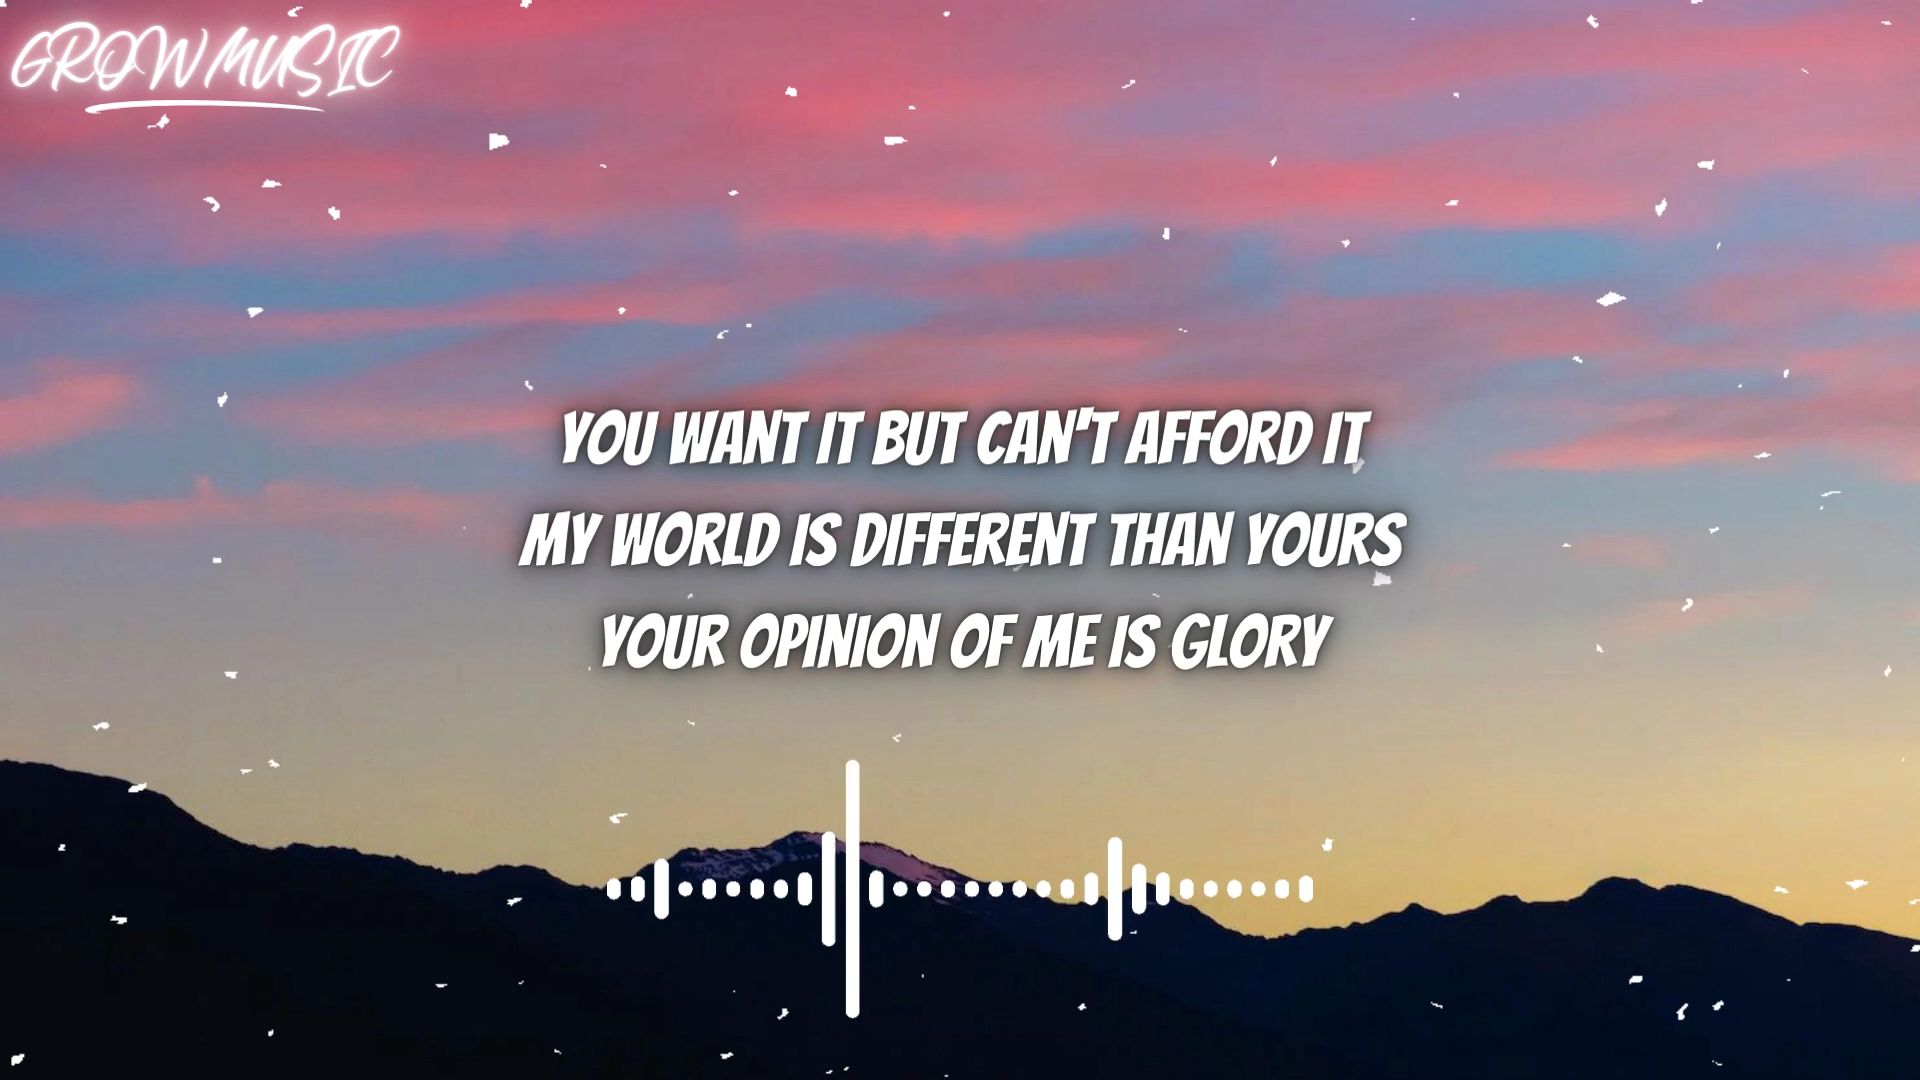 GROWMUSIC
YOU WANT IT BUT CAN'T AFFORD IT
MY WORLD IS DIFFERENT THAN YOURS
YOUR OPINION OF ME IS GLORY